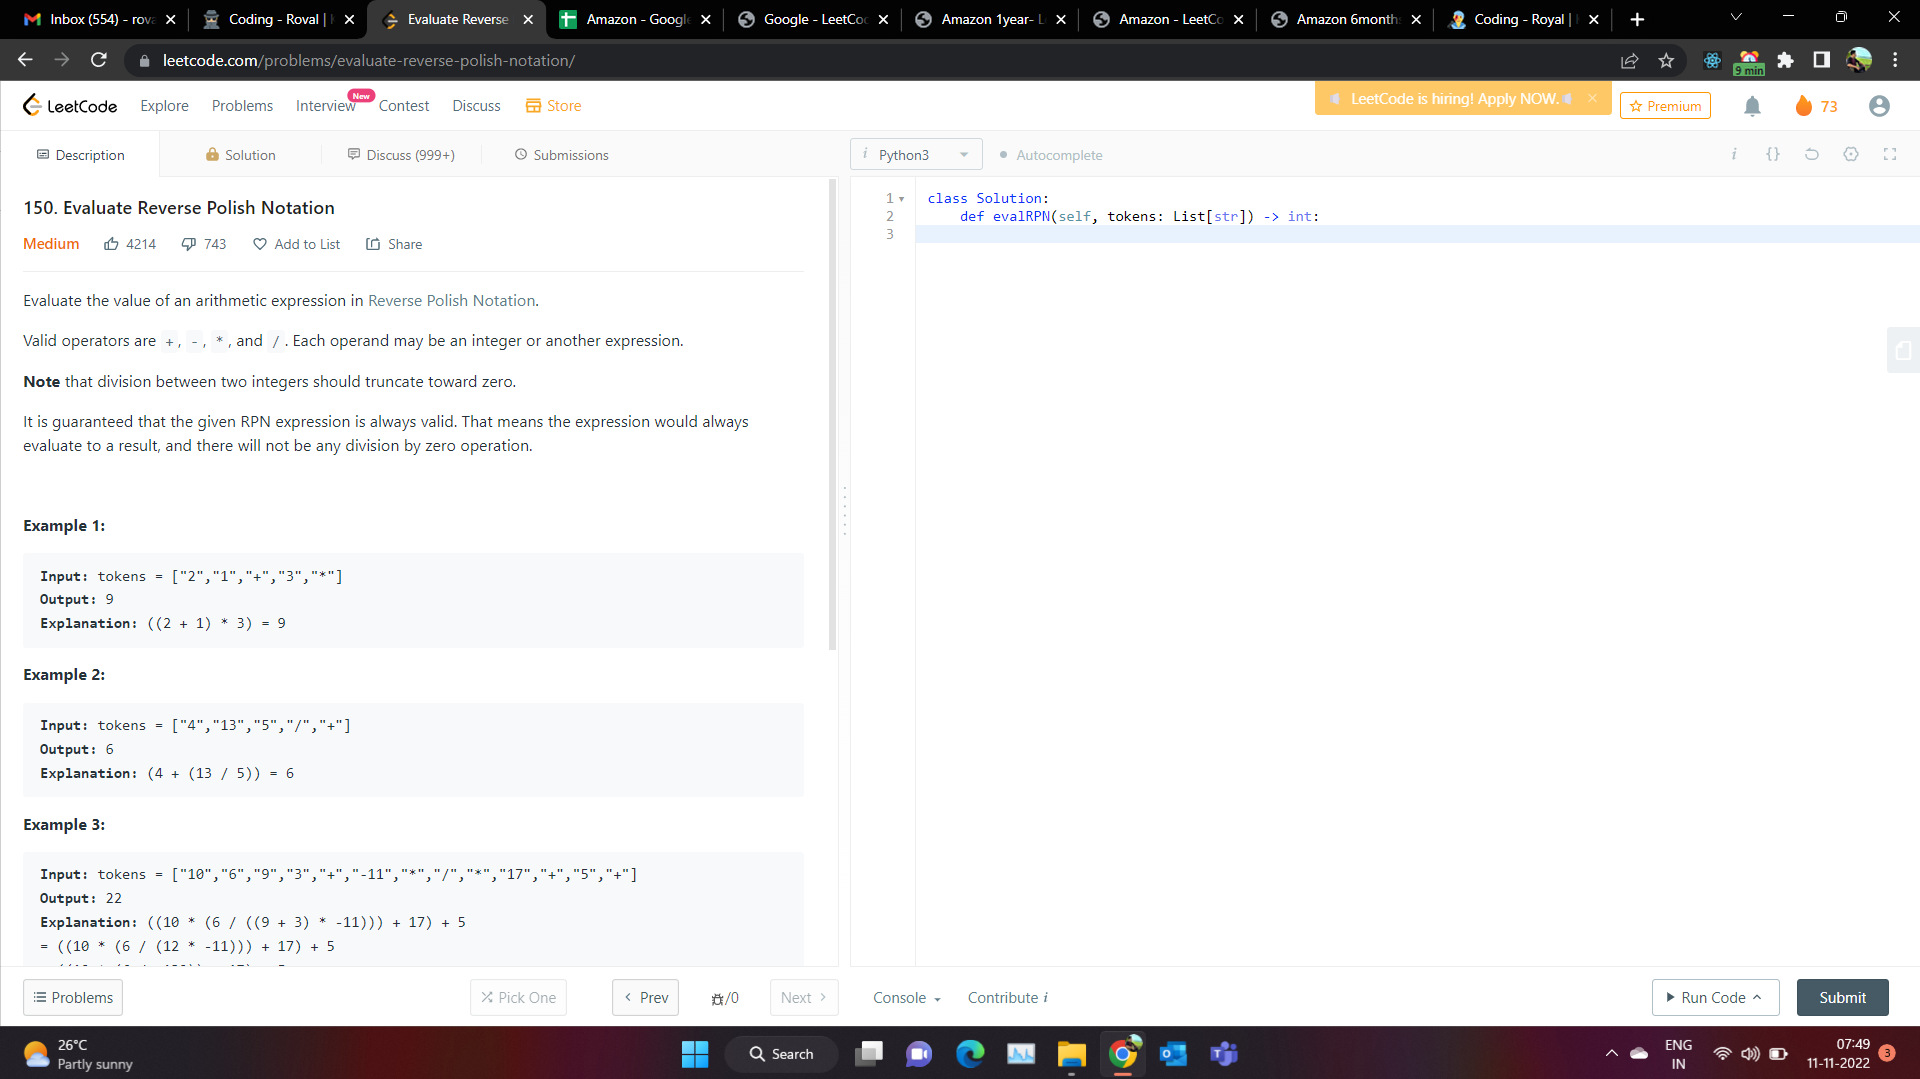 Inbox (554) - rova
Coding - Roval |
Evaluate Reverse
Amazon - Google
Google - LeetCo
Amazon 1year- L
Amazon - LeetCo
Amazon 6month
Coding - Royal |
leetcode.com/problems/evaluate-reverse-polish-notation/
9 min
LeetCode
Explore
Problems
Interview
New
Contest
Discuss
Store
LeetCode is hiring! Apply NOW.
Premium
73
Description
Solution
Discuss (999+)
Submissions
i Python3
Autocomplete
i {}
150. Evaluate Reverse Polish Notation
Medium 4214 743 Add to List Share
Evaluate the value of an arithmetic expression in Reverse Polish Notation.
Valid operators are +, -, *, and /. Each operand may be an integer or another expression.
Note that division between two integers should truncate toward zero.
It is guaranteed that the given RPN expression is always valid. That means the expression would always
evaluate to a result, and there will not be any division by zero operation.
Example 1:
Input: tokens = ["2","1","+","3","*"]
Output: 9
Explanation: ((2 + 1) * 3) = 9
Example 2:
Input: tokens = ["4","13","5","/","+"]
Output: 6
Explanation: (4 + (13 / 5)) = 6
Example 3:
Input: tokens = ["10","6","9","3","+","-11","*","/","*","17","+","5","+"]
Output: 22
Explanation: ((10 * (6 / ((9 + 3) * -11))) + 17) + 5
= ((10 * (6 / (12 * -11))) + 17) + 5
1 class Solution:
2 def evalRPN(self, tokens: List[str]) -> int:
3
Problems
Pick One
Prev
/0
Next
Console
Contribute i
Run Code
Submit
26°C
Partly sunny
Search
ENG
IN
07:49
11-11-2022
3